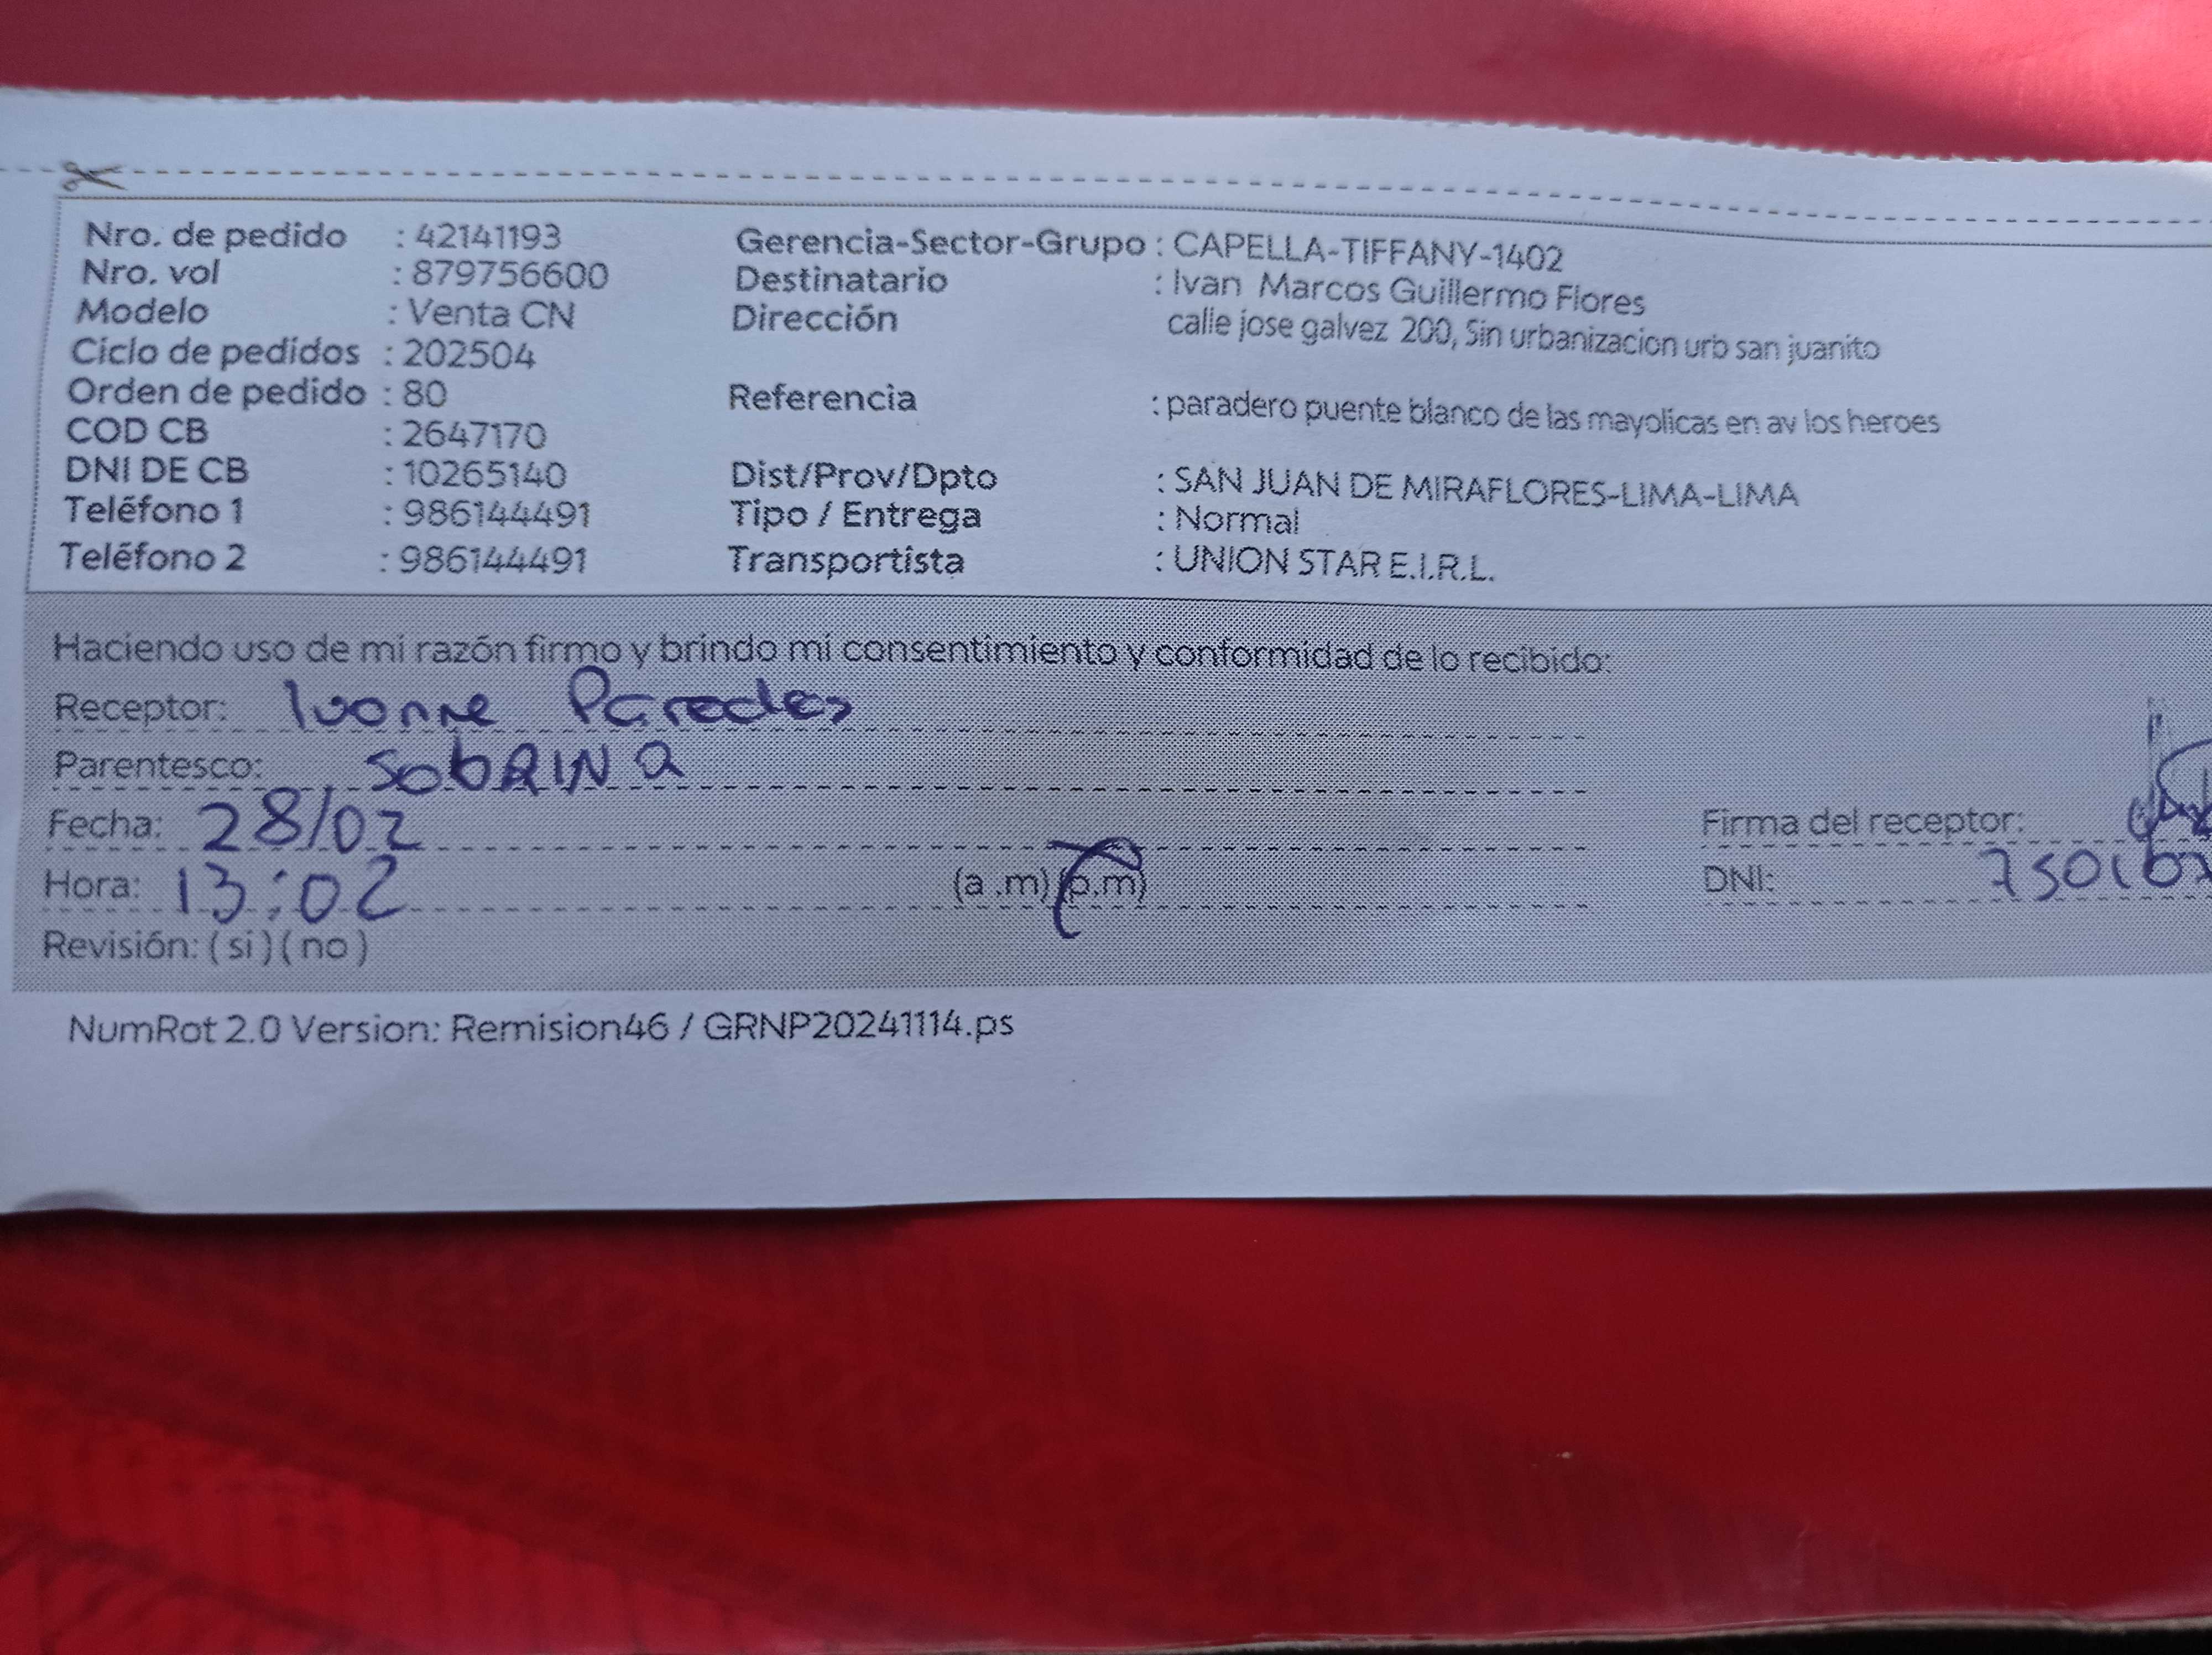 Nro. de pedido : 42141193
Nro. vol : 879756600
Modelo : Venta CN
Ciclo de pedidos : 202504
Orden de pedido : 80
COD CB : 2647170
DNI DE CB : 10265140
Teléfono 1 : 986144491
Teléfono 2 : 986144491
Gerencia-Sector-Grupo : CAPELLA-TIFFANY-1402
Destinatario : Ivan Marcos Guillermo Flores
Dirección calle jose galvez 200, Sin urbanizacion urb san juanito
Referencia : paradero puente blanco de las mayolicas en av los heroes
Dist/Prov/Dpto : SAN JUAN DE MIRAFLORES-LIMA-LIMA
Tipo / Entrega : Normal
Transportista : UNION STAR E.I.R.L.
Haciendo uso de mi razón firmo y brindo mi consentimiento y conformidad de lo recibido:
Receptor: Ivonne Paredes
Parentesco: SobRINa
Fecha: 28/02
Hora: 13:02 (a .m) (p.m)
Revisión: ( si ) ( no )
Firma del receptor:
DNI:
NumRot 2.0 Version: Remision46 / GRNP20241114.ps